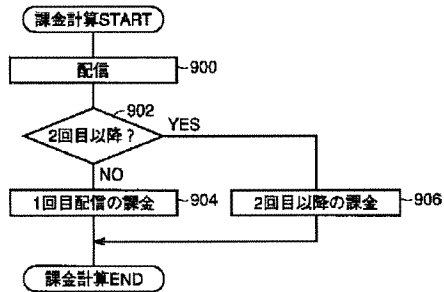 課金計算START
配信
900
902
2回目以降?
YES
NO
1回目配信の課金
904
2回目以降の課金
906
課金計算END